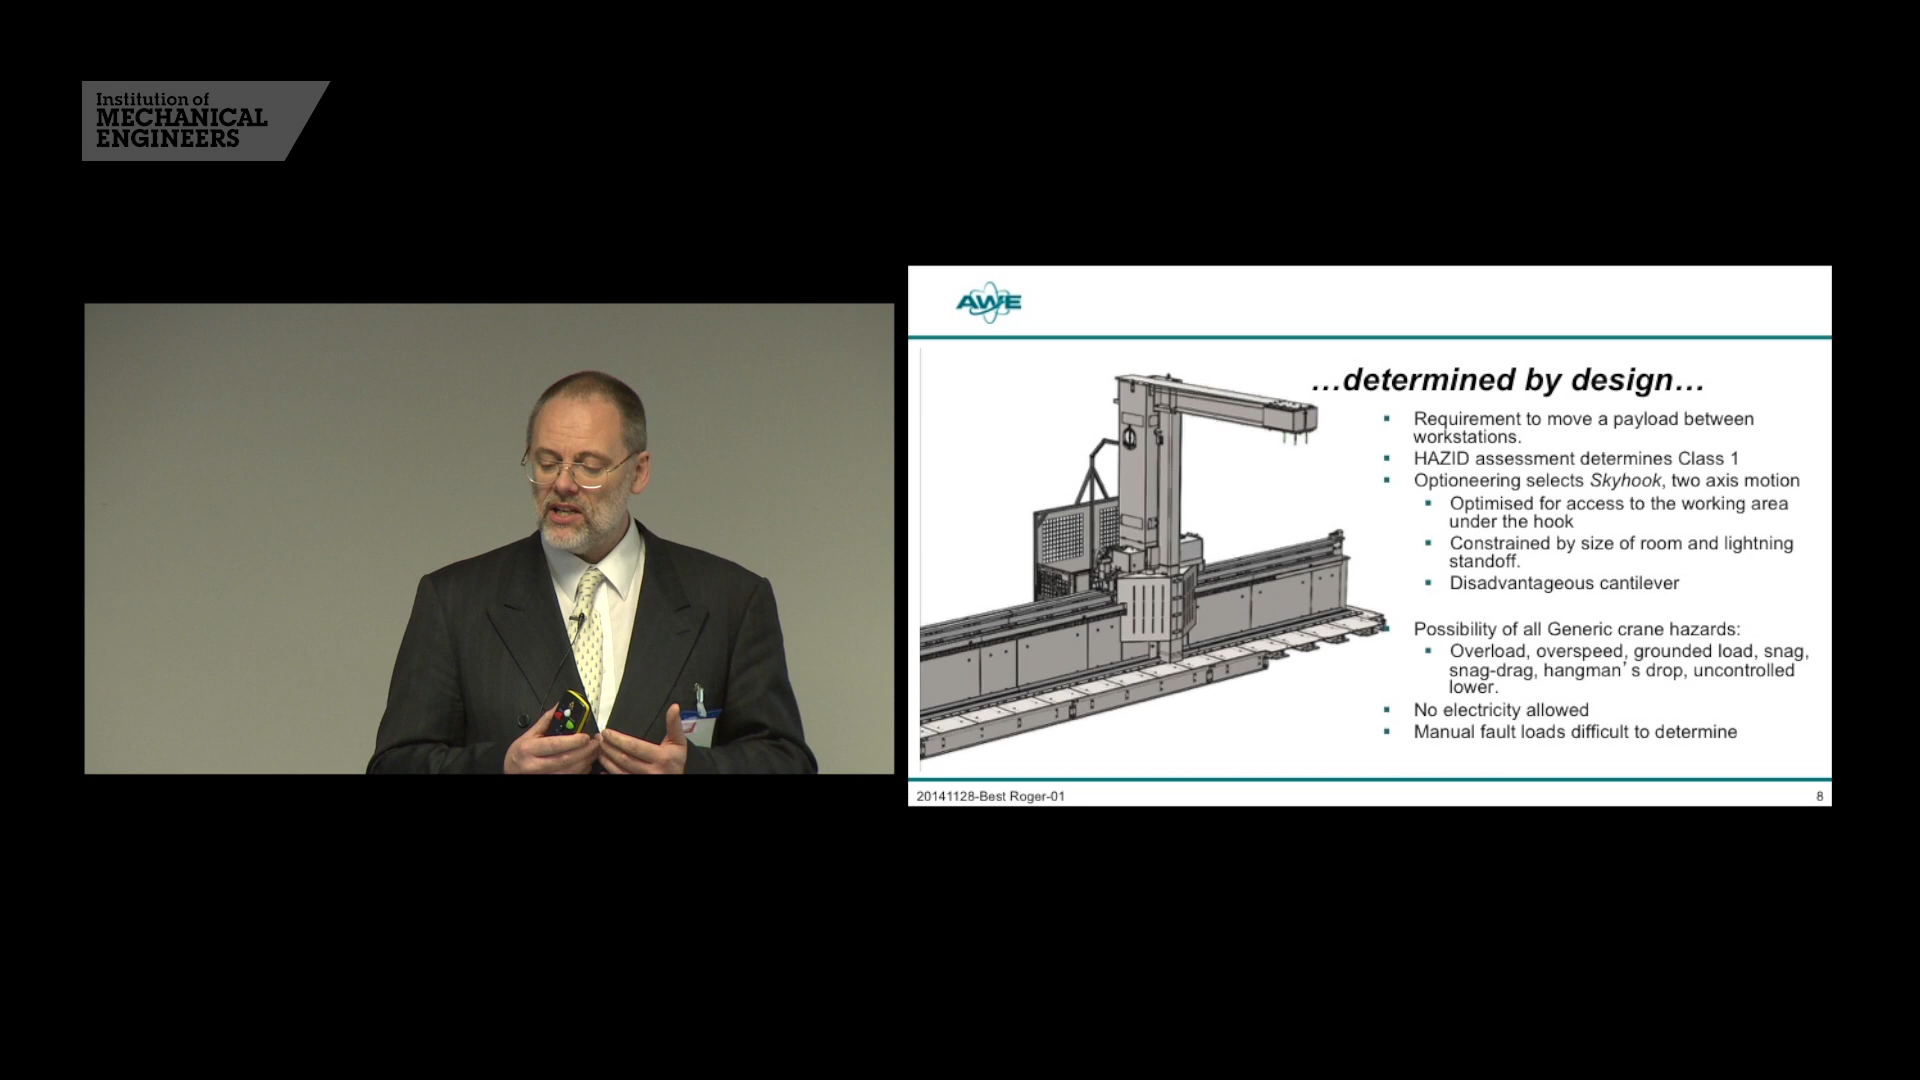 Institution of
MECHANICAL
ENGINEERS
AWE
...determined by design...
Requirement to move a payload between
workstations.
HAZID assessment determines Class 1
Optioneering selects Skyhook, two axis motion
Optimised for access to the working area
under the hook
Constrained by size of room and lightning
standoff.
Disadvantageous cantilever
Possibility of all Generic crane hazards:
Overload, overspeed, grounded load, snag,
snag-drag, hangman's drop, uncontrolled
lower.
No electricity allowed
Manual fault loads difficult to determine
20141128-Best Roger-01
8